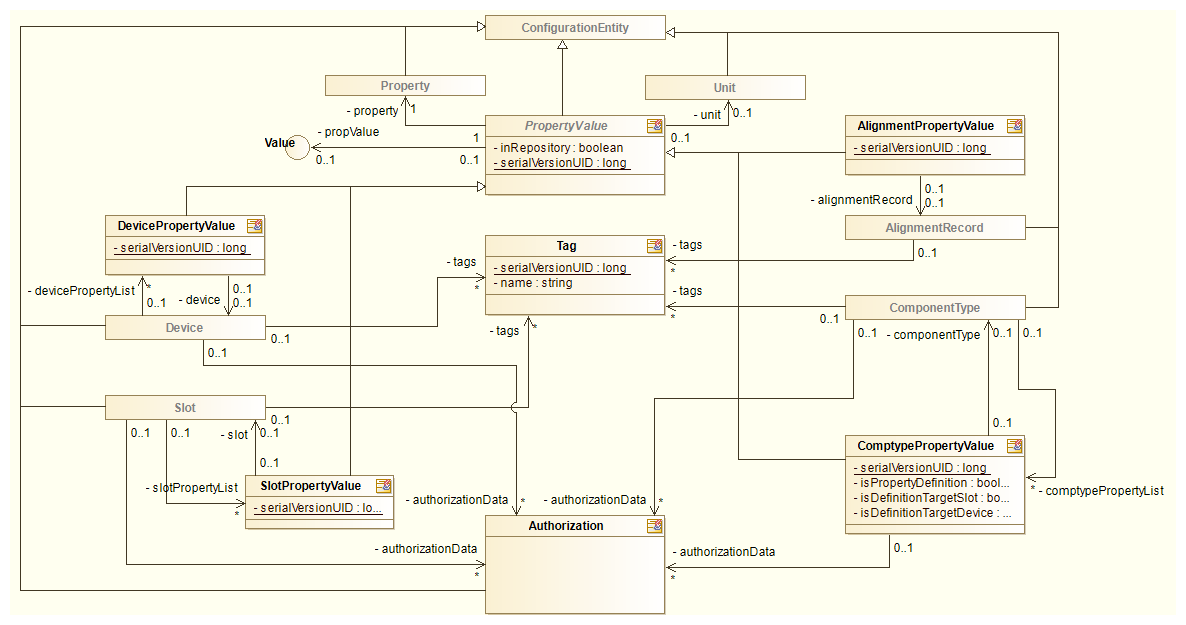 ConfigurationEntity
Property
Unit
- property
1
- unit
0..1
PropertyValue
- inRepository : boolean
- serialVersionUID : long
0..1
AlignmentPropertyValue
- serialVersionUID : long
Value
- propValue
0..1
1
0..1
- alignmentRecord
0..1
0..1
AlignmentRecord
0..1
DevicePropertyValue
- serialVersionUID : long
- devicePropertyList
*
0..1
- device
0..1
0..1
Device
0..1
0..1
Tag
- serialVersionUID : long
- name : string
- tags
*
- tags
*
- tags
*
- tags
*
ComponentType
0..1
0..1
- componentType
0..1
0..1
Slot
0..1
0..1
0..1
- slot
0..1
0..1
- slotPropertyList
*
SlotPropertyValue
- serialVersionUID : lo...
0..1
ComptypePropertyValue
- serialVersionUID : long
- isPropertyDefinition : bool...
- isDefinitionTargetSlot : bo...
- isDefinitionTargetDevice : ...
*
- comptypePropertyList
0..1
- authorizationData
*
- authorizationData
*
- authorizationData
*
- authorizationData
*
Authorization